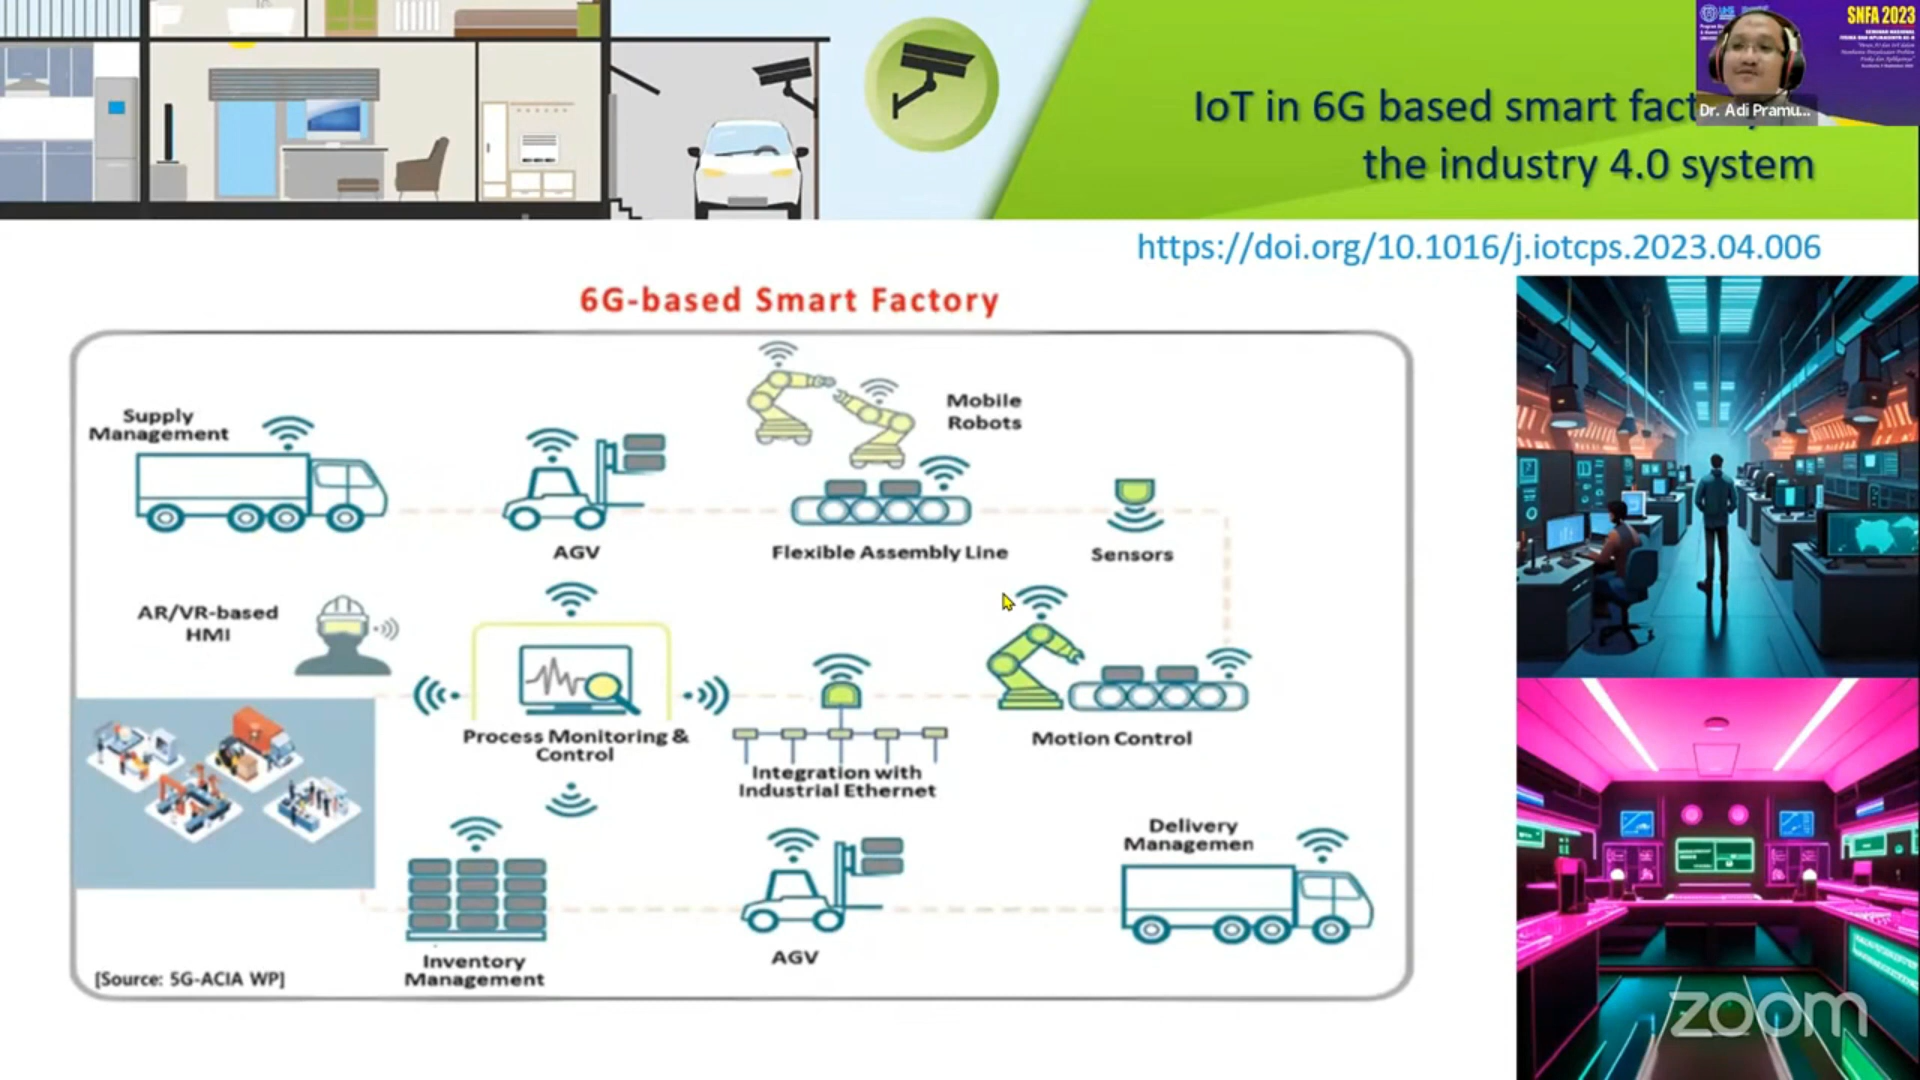 SNFA 2023
Dr. Adi Pramu...
IoT in 6G based smart
the industry 4.0 system
https://doi.org/10.1016/j.iotcps.2023.04.006
6G-based Smart Factory
Supply
Management
Mobile
Robots
AGV
Flexible Assembly Line
Sensors
AR/VR-based
HMI
Process Monitoring &
Control
Integration with
Industrial Ethernet
Motion Control
Delivery
Managemen
Inventory
Management
AGV
[Source: 5G-ACIA WP]
zoom